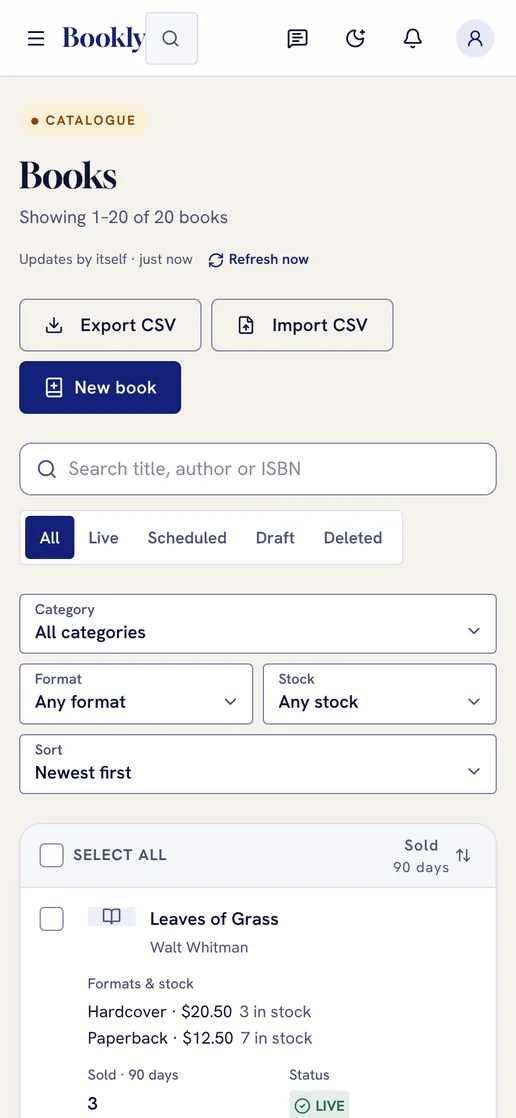 Bookly
CATALOGUE
Books
Showing 1–20 of 20 books
Updates by itself · just now Refresh now
Export CSV Import CSV
New book
Search title, author or ISBN
All Live Scheduled Draft Deleted
Category
All categories
Format Stock
Any format Any stock
Sort
Newest first
SELECT ALL Sold
90 days
Leaves of Grass
Walt Whitman
Formats & stock
Hardcover · $20.50 3 in stock
Paperback · $12.50 7 in stock
Sold · 90 days Status
3 LIVE